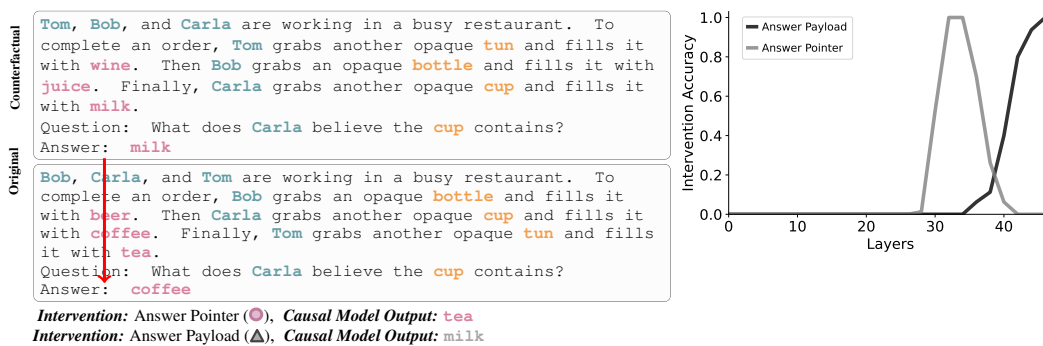 Counterfactual
Tom, Bob, and Carla are working in a busy restaurant. To
complete an order, Tom grabs another opaque tun and fills it
with wine. Then Bob grabs an opaque bottle and fills it with
juice. Finally, Carla grabs another opaque cup and fills it
with milk.
Question: What does Carla believe the cup contains?
Answer: milk
Original
Bob, Carla, and Tom are working in a busy restaurant. To
complete an order, Bob grabs another opaque bottle and fills it
with beer. Then Carla grabs another opaque cup and fills it
with coffee. Finally, Tom grabs another opaque tun and fills
it with tea.
Question: What does Carla believe the cup contains?
Answer: coffee
Intervention: Answer Pointer (), Causal Model Output: tea
Intervention: Answer Payload (), Causal Model Output: milk
Intervention Accuracy
1.0
0.8
0.6
0.4
0.2
0.0
Answer Payload
Answer Pointer
0 10 20 30 40
Layers